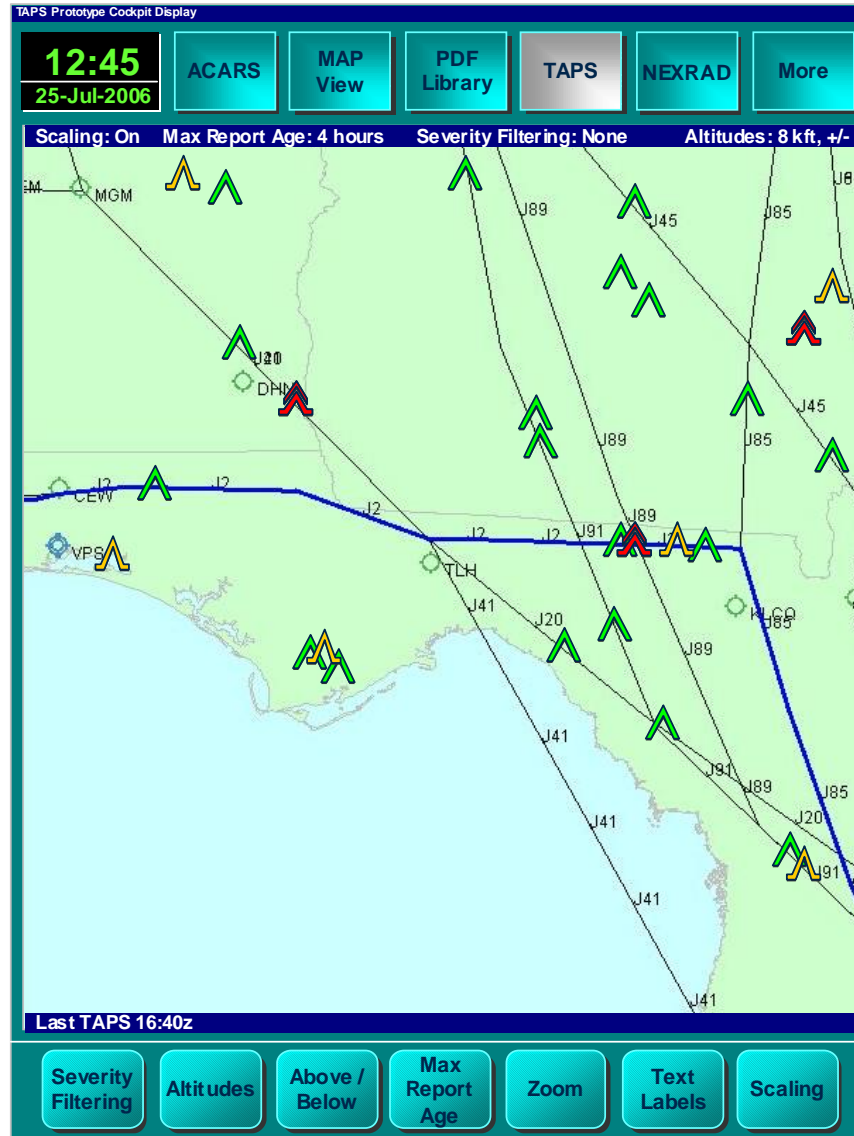 TAPS Prototype Cockpit Display
12:45
25-Jul-2006
ACARS
MAP
View
PDF
Library
TAPS
NEXRAD
More
Scaling: On Max Report Age: 4 hours Severity Filtering: None Altitudes: 8 kft, +/-
MGM
J89
J45
J85
DHN
J45
J89
J85
CEW
J2
J2
J2
J89
J91
J2
J2
VPS
TLH
J41
J20
KLCQ
J85
J89
J41
J91
J89
J85
J20
J41
J91
J41
J41
Last TAPS 16:40z
Severity
Filtering
Altitudes
Above /
Below
Max
Report
Age
Zoom
Text
Labels
Scaling